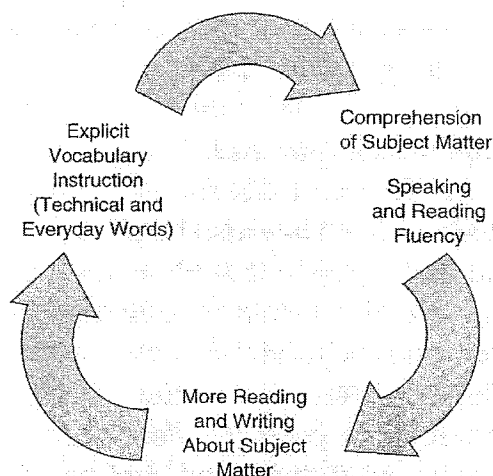 Explicit
Vocabulary
Instruction
(Technical and
Everyday Words)
Comprehension
of Subject Matter
Speaking
and Reading
Fluency
More Reading
and Writing
About Subject
Matter